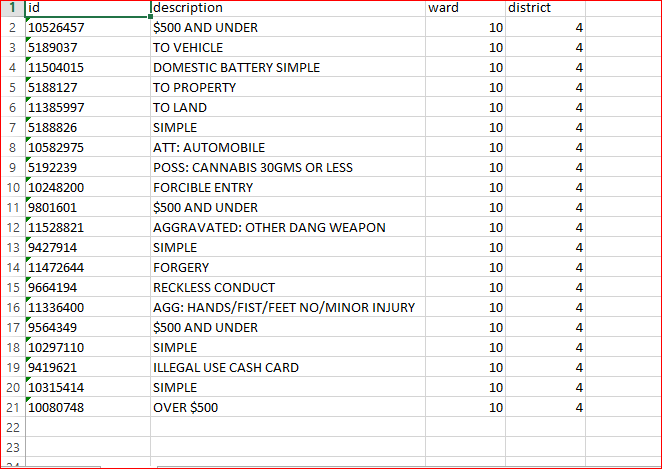 1 id description ward district
2 10526457 $500 AND UNDER 10 4
3 5189037 TO VEHICLE 10 4
4 11504015 DOMESTIC BATTERY SIMPLE 10 4
5 5188127 TO PROPERTY 10 4
6 11385997 TO LAND 10 4
7 5188826 SIMPLE 10 4
8 10582975 ATT: AUTOMOBILE 10 4
9 5192239 POSS: CANNABIS 30GMS OR LESS 10 4
10 10248200 FORCIBLE ENTRY 10 4
11 9801601 $500 AND UNDER 10 4
12 11528821 AGGRAVATED: OTHER DANG WEAPON 10 4
13 9427914 SIMPLE 10 4
14 11472644 FORGERY 10 4
15 9664194 RECKLESS CONDUCT 10 4
16 11336400 AGG: HANDS/FIST/FEET NO/MINOR INJURY 10 4
17 9564349 $500 AND UNDER 10 4
18 10297110 SIMPLE 10 4
19 9419621 ILLEGAL USE CASH CARD 10 4
20 10315414 SIMPLE 10 4
21 10080748 OVER $500 10 4
22
23